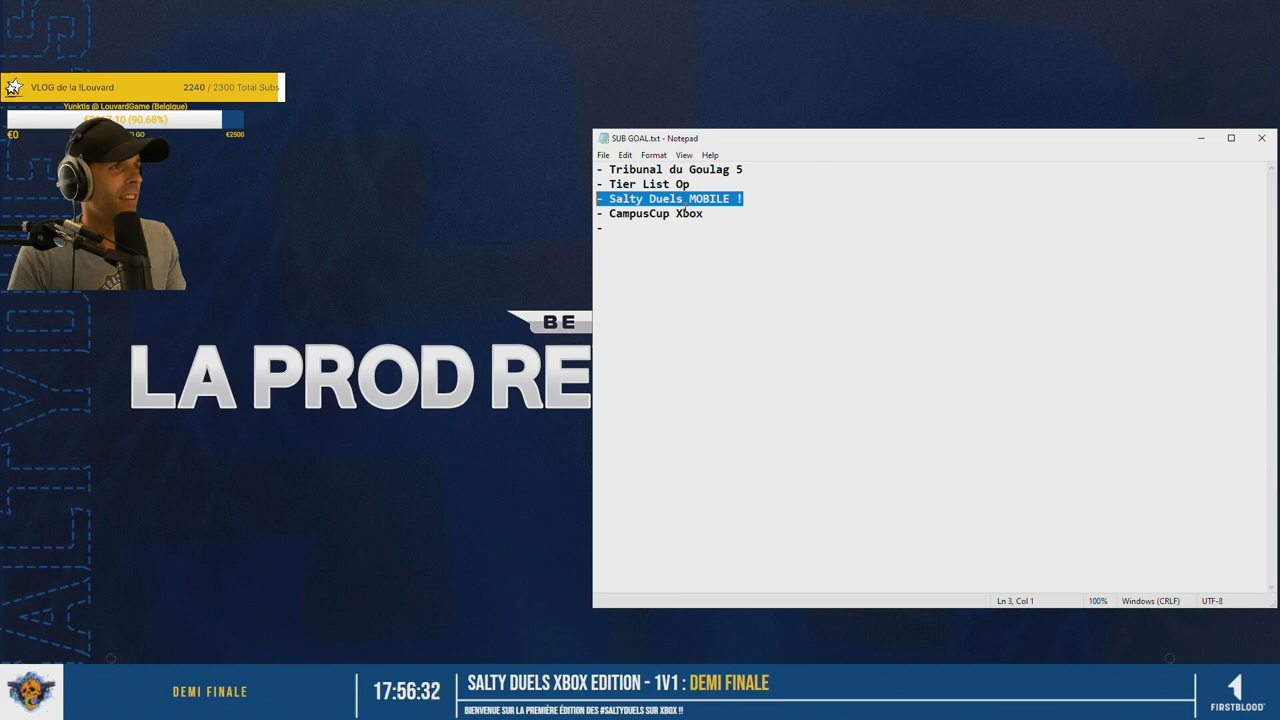 VLOG de la !Louvard 2240 / 2300 Total Subs
Yunktis @ LouvardGame (Belgique)
(90.68%)
€0 €2500
SUB GOAL.txt - Notepad
File Edit Format View Help
- Tribunal du Goulag 5
- Tier List Op
- Salty Duels MOBILE !
- CampusCup Xbox
-
BE
LA PROD RE
Ln 3, Col 1 100% Windows (CRLF) UTF-8
DEMI FINALE
17:56:32
SALTY DUELS XBOX EDITION - 1V1 : DEMI FINALE
BIENVENUE SUR LA PREMIÈRE ÉDITION DES #SALTYDUELS SUR XBOX !!
FIRSTBLOOD